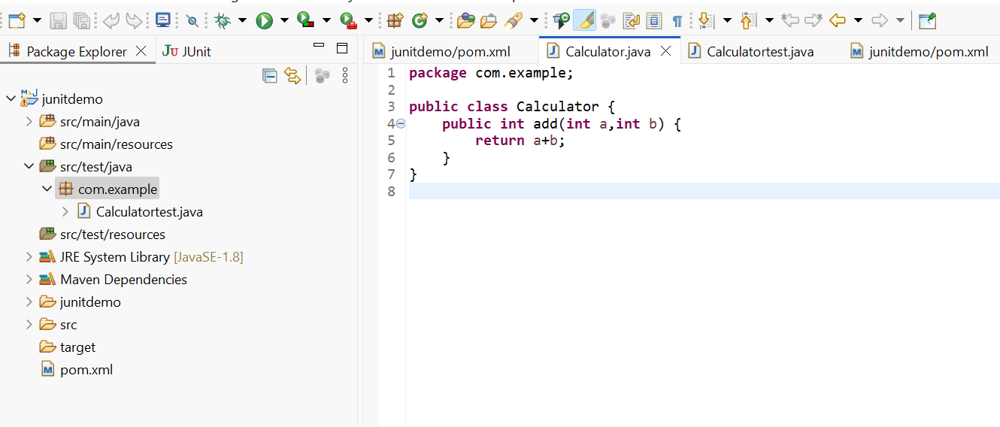 Package Explorer
JUnit
junitdemo/pom.xml
Calculator.java
Calculatortest.java
junitdemo/pom.xml
junitdemo
src/main/java
src/main/resources
src/test/java
com.example
Calculatortest.java
src/test/resources
JRE System Library [JavaSE-1.8]
Maven Dependencies
junitdemo
src
target
pom.xml
1 package com.example;
2
3 public class Calculator {
4 public int add(int a,int b) {
5 return a+b;
6 }
7 }
8